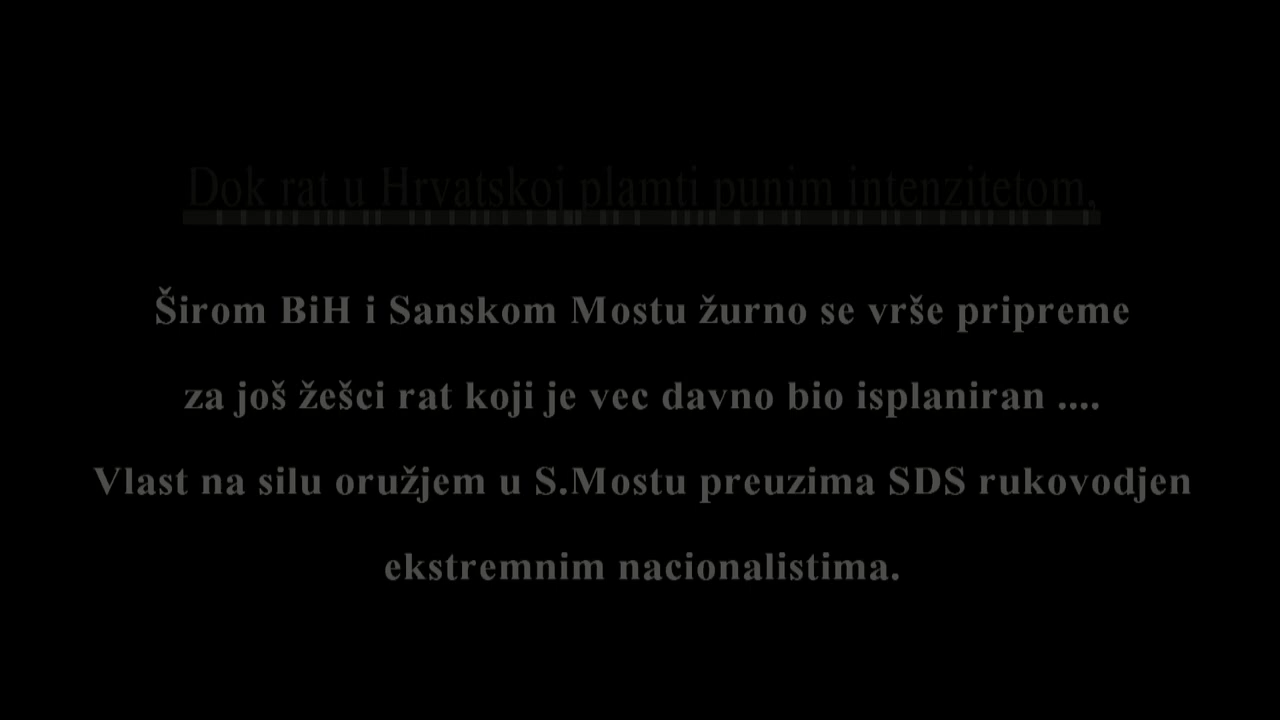 Dok rat u Hrvatskoj plamti punim intenzitetom,
Širom BiH i Sanskom Mostu žurno se vrše pripreme
za još žešci rat koji je vec davno bio isplaniran ....
Vlast na silu oružjem u S.Mostu preuzima SDS rukovodjen
ekstremnim nacionalistima.